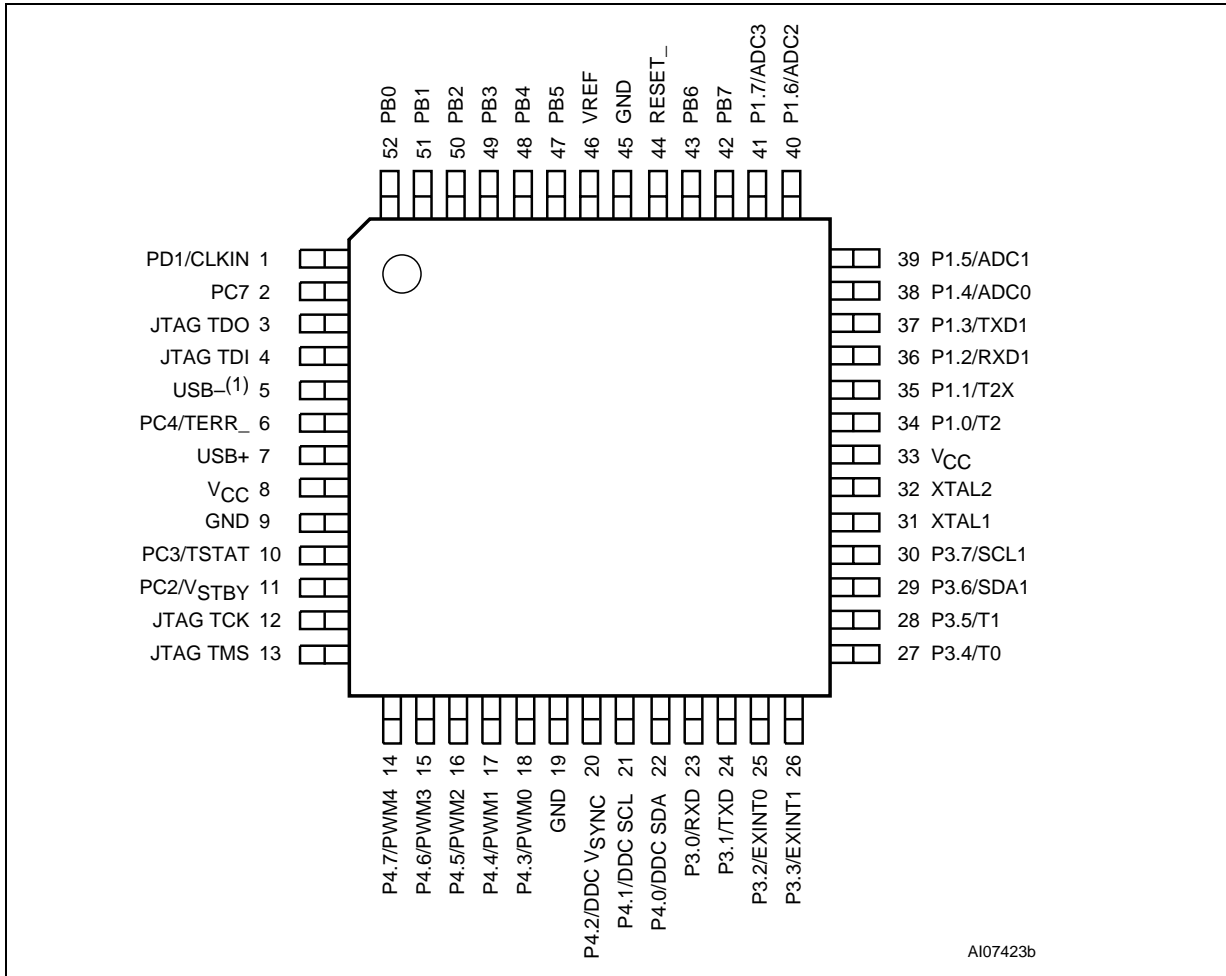 52 PB0
51 PB1
50 PB2
49 PB3
48 PB4
47 PB5
46 VREF
45 GND
44 RESET_
43 PB6
42 PB7
41 P1.7/ADC3
40 P1.6/ADC2
PD1/CLKIN 1
PC7 2
JTAG TDO 3
JTAG TDI 4
USB–(1) 5
PC4/TERR_ 6
USB+ 7
VCC 8
GND 9
PC3/TSTAT 10
PC2/VSTBY 11
JTAG TCK 12
JTAG TMS 13
39 P1.5/ADC1
38 P1.4/ADC0
37 P1.3/TXD1
36 P1.2/RXD1
35 P1.1/T2X
34 P1.0/T2
33 VCC
32 XTAL2
31 XTAL1
30 P3.7/SCL1
29 P3.6/SDA1
28 P3.5/T1
27 P3.4/T0
P4.7/PWM4 14
P4.6/PWM3 15
P4.5/PWM2 16
P4.4/PWM1 17
P4.3/PWM0 18
GND 19
P4.2/DDC VSYNC 20
P4.1/DDC SCL 21
P4.0/DDC SDA 22
P3.0/RXD 23
P3.1/TXD 24
P3.2/EXINT0 25
P3.3/EXINT1 26
AI07423b